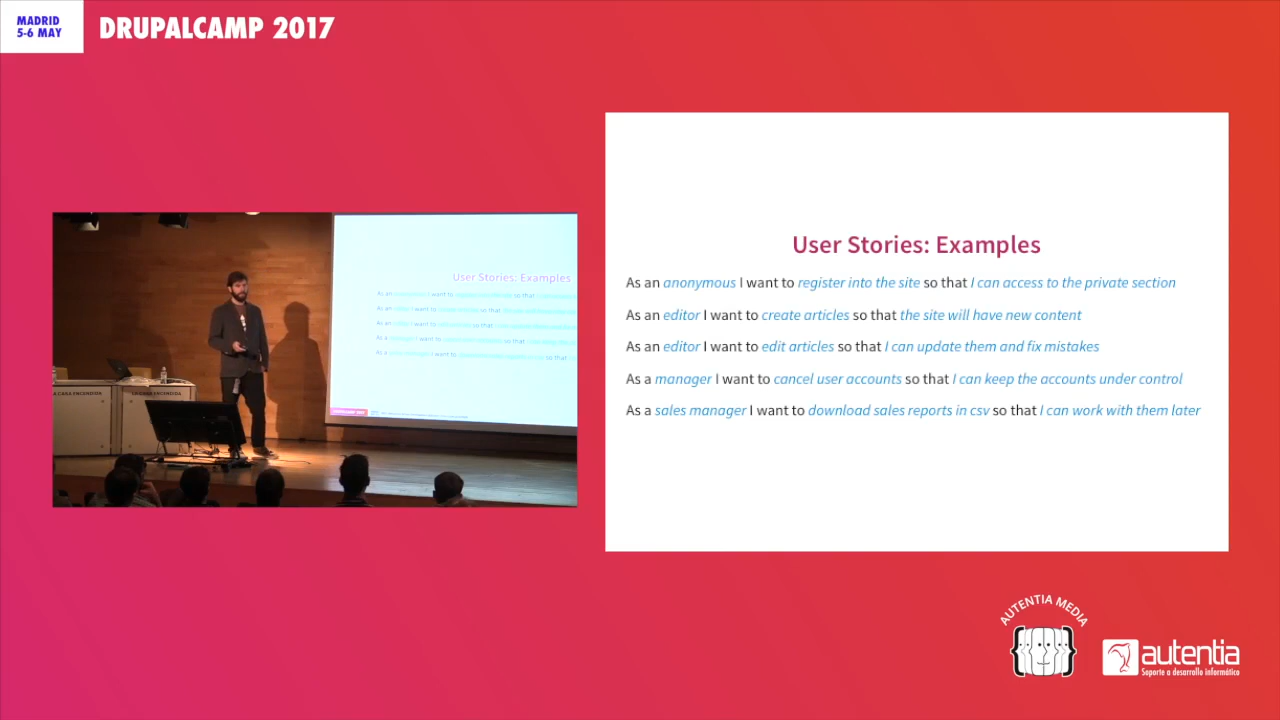 MADRID
5-6 MAY
DRUPALCAMP 2017
User Stories: Examples
As an anonymous I want to register into the site so that I can access to the private section
As an editor I want to create articles so that the site will have new content
As an editor I want to edit articles so that I can update them and fix mistakes
As a manager I want to cancel user accounts so that I can keep the accounts under control
As a sales manager I want to download sales reports in csv so that I can work with them later
User Stories: Examples
AUTENTIA MEDIA
autentia
Soporte a desarrollo informático